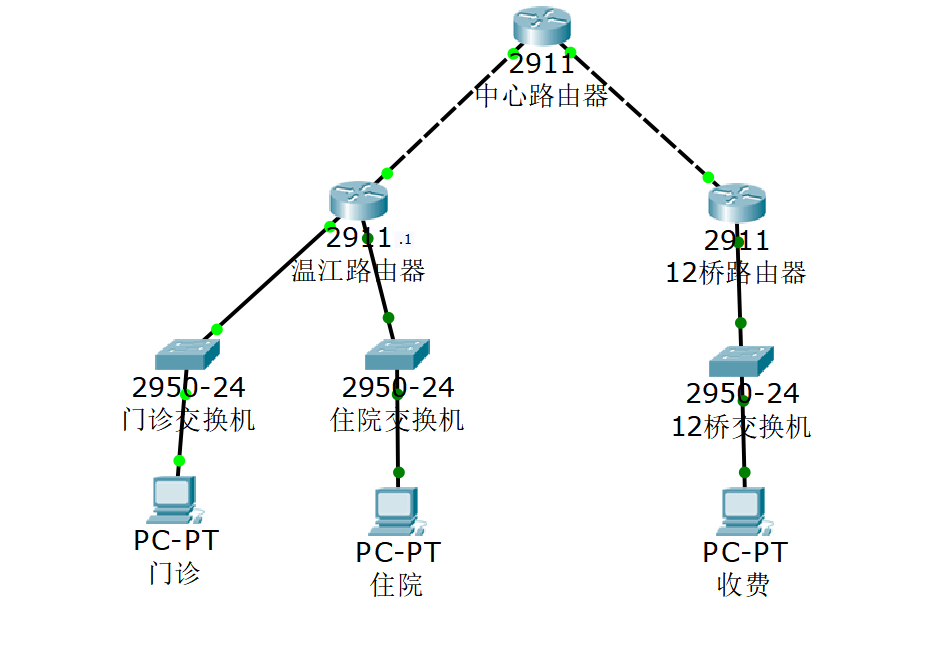 2911
中心路由器
2911 .1
温江路由器
2911
12桥路由器
2950-24
门诊交换机
2950-24
住院交换机
2950-24
12桥交换机
PC-PT
门诊
PC-PT
住院
PC-PT
收费